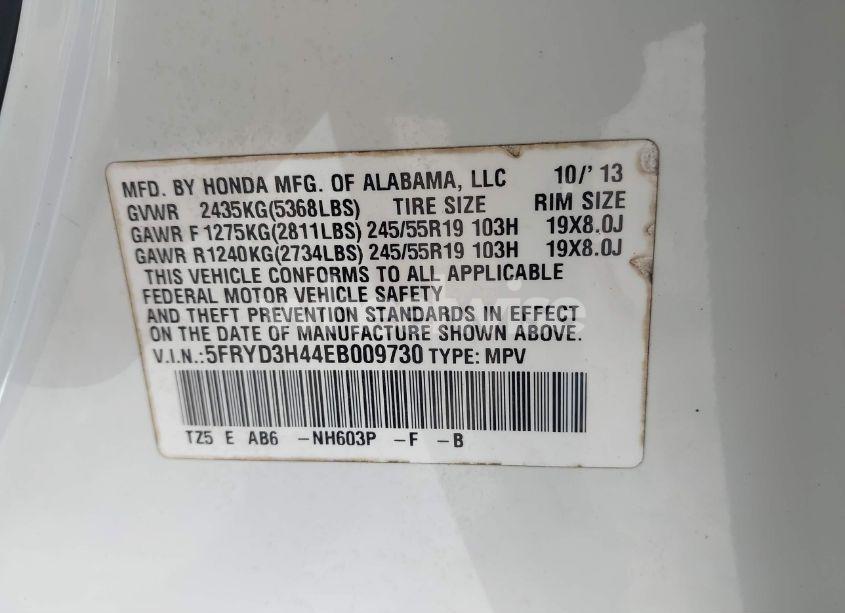 MFD. BY HONDA MFG. OF ALABAMA, LLC 10/' 13
GVWR 2435KG(5368LBS) TIRE SIZE RIM SIZE
GAWR F 1275KG(2811LBS) 245/55R19 103H 19X8.0J
GAWR R1240KG(2734LBS) 245/55R19 103H 19X8.0J
THIS VEHICLE CONFORMS TO ALL APPLICABLE
FEDERAL MOTOR VEHICLE SAFETY
AND THEFT PREVENTION STANDARDS IN EFFECT
ON THE DATE OF MANUFACTURE SHOWN ABOVE.
V.I.N.:5FRYD3H44EB009730 TYPE: MPV
TZ5 E AB6 -NH603P -F -B